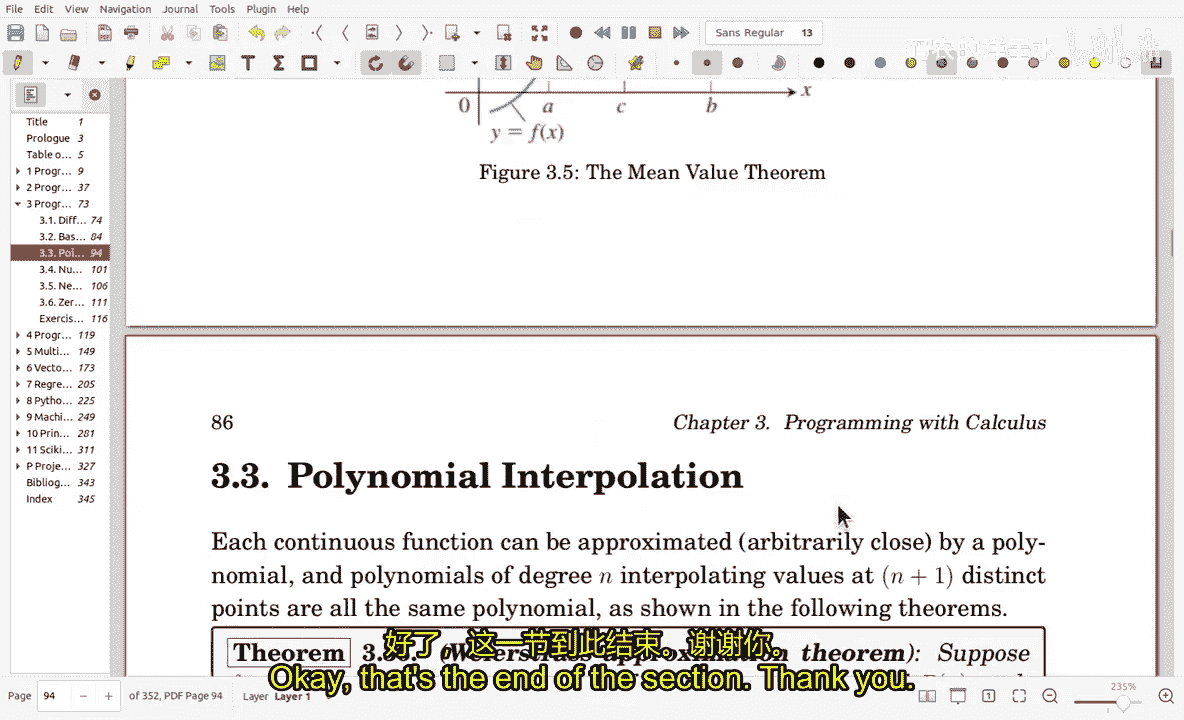 File Edit View Navigation Journal Tools Plugin Help
Sans Regular 13
Title 1
Prologue 3
Table o... 5
1 Progr... 9
2 Progr... 37
3 Progr... 73
3.1. Diff... 74
3.2. Bas... 84
3.3. Poi... 94
3.4. Nu... 101
3.5. Ne... 106
3.6. Zer... 111
Exercis... 116
4 Progr... 119
5 Multi... 149
6 Vecto... 173
7 Regre... 205
8 Pytho... 225
9 Machi... 249
10 Prin... 281
11 Sciki... 311
P Proje... 327
Bibliog... 343
Index 345
0 a c b x
y = f(x)
Figure 3.5: The Mean Value Theorem
86 Chapter 3. Programming with Calculus
3.3. Polynomial Interpolation
Each continuous function can be approximated (arbitrarily close) by a poly-
nomial, and polynomials of degree n interpolating values at (n + 1) distinct
points are all the same polynomial, as shown in the following theorems.
Theorem approximation theorem): Suppose
好了，这一节到此结束。谢谢你。
Okay, that's the end of the section. Thank you.
Page 94 of 352, PDF Page 94 Layer Layer 1 235%